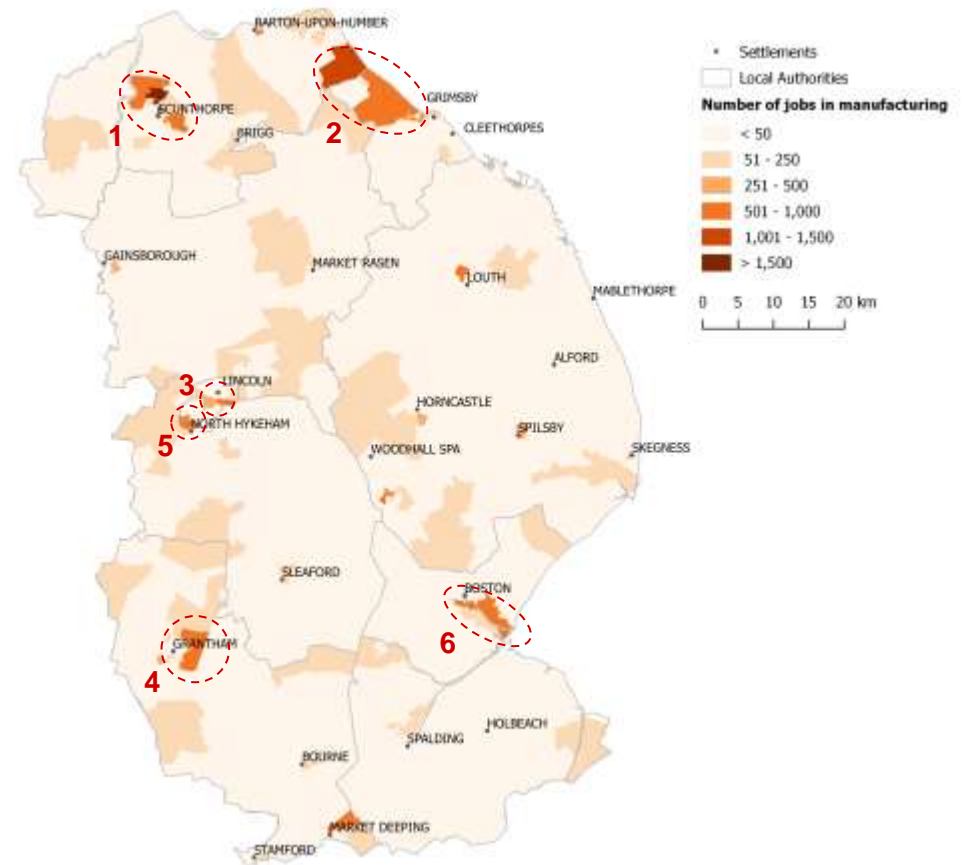 BARTON-UPON-HUMBER
SCUNTHORPE
GRIMSBY
1
2
CLEETHORPES
BRIGG
GAINSBOROUGH
MARKET RASEN
LOUTH
MABLETHORPE
ALFORD
3
LINCOLN
HORNCASTLE
5
NORTH HYKEHAM
SPILSBY
WOODHALL SPA
SKEGNESS
SLEAFORD
BOSTON
6
GRANTHAM
4
HOLBEACH
SPALDING
BOURNE
MARKET DEEPING
STAMFORD
Settlements
Local Authorities
Number of jobs in manufacturing
< 50
51 - 250
251 - 500
501 - 1,000
1,001 - 1,500
> 1,500
0 5 10 15 20 km